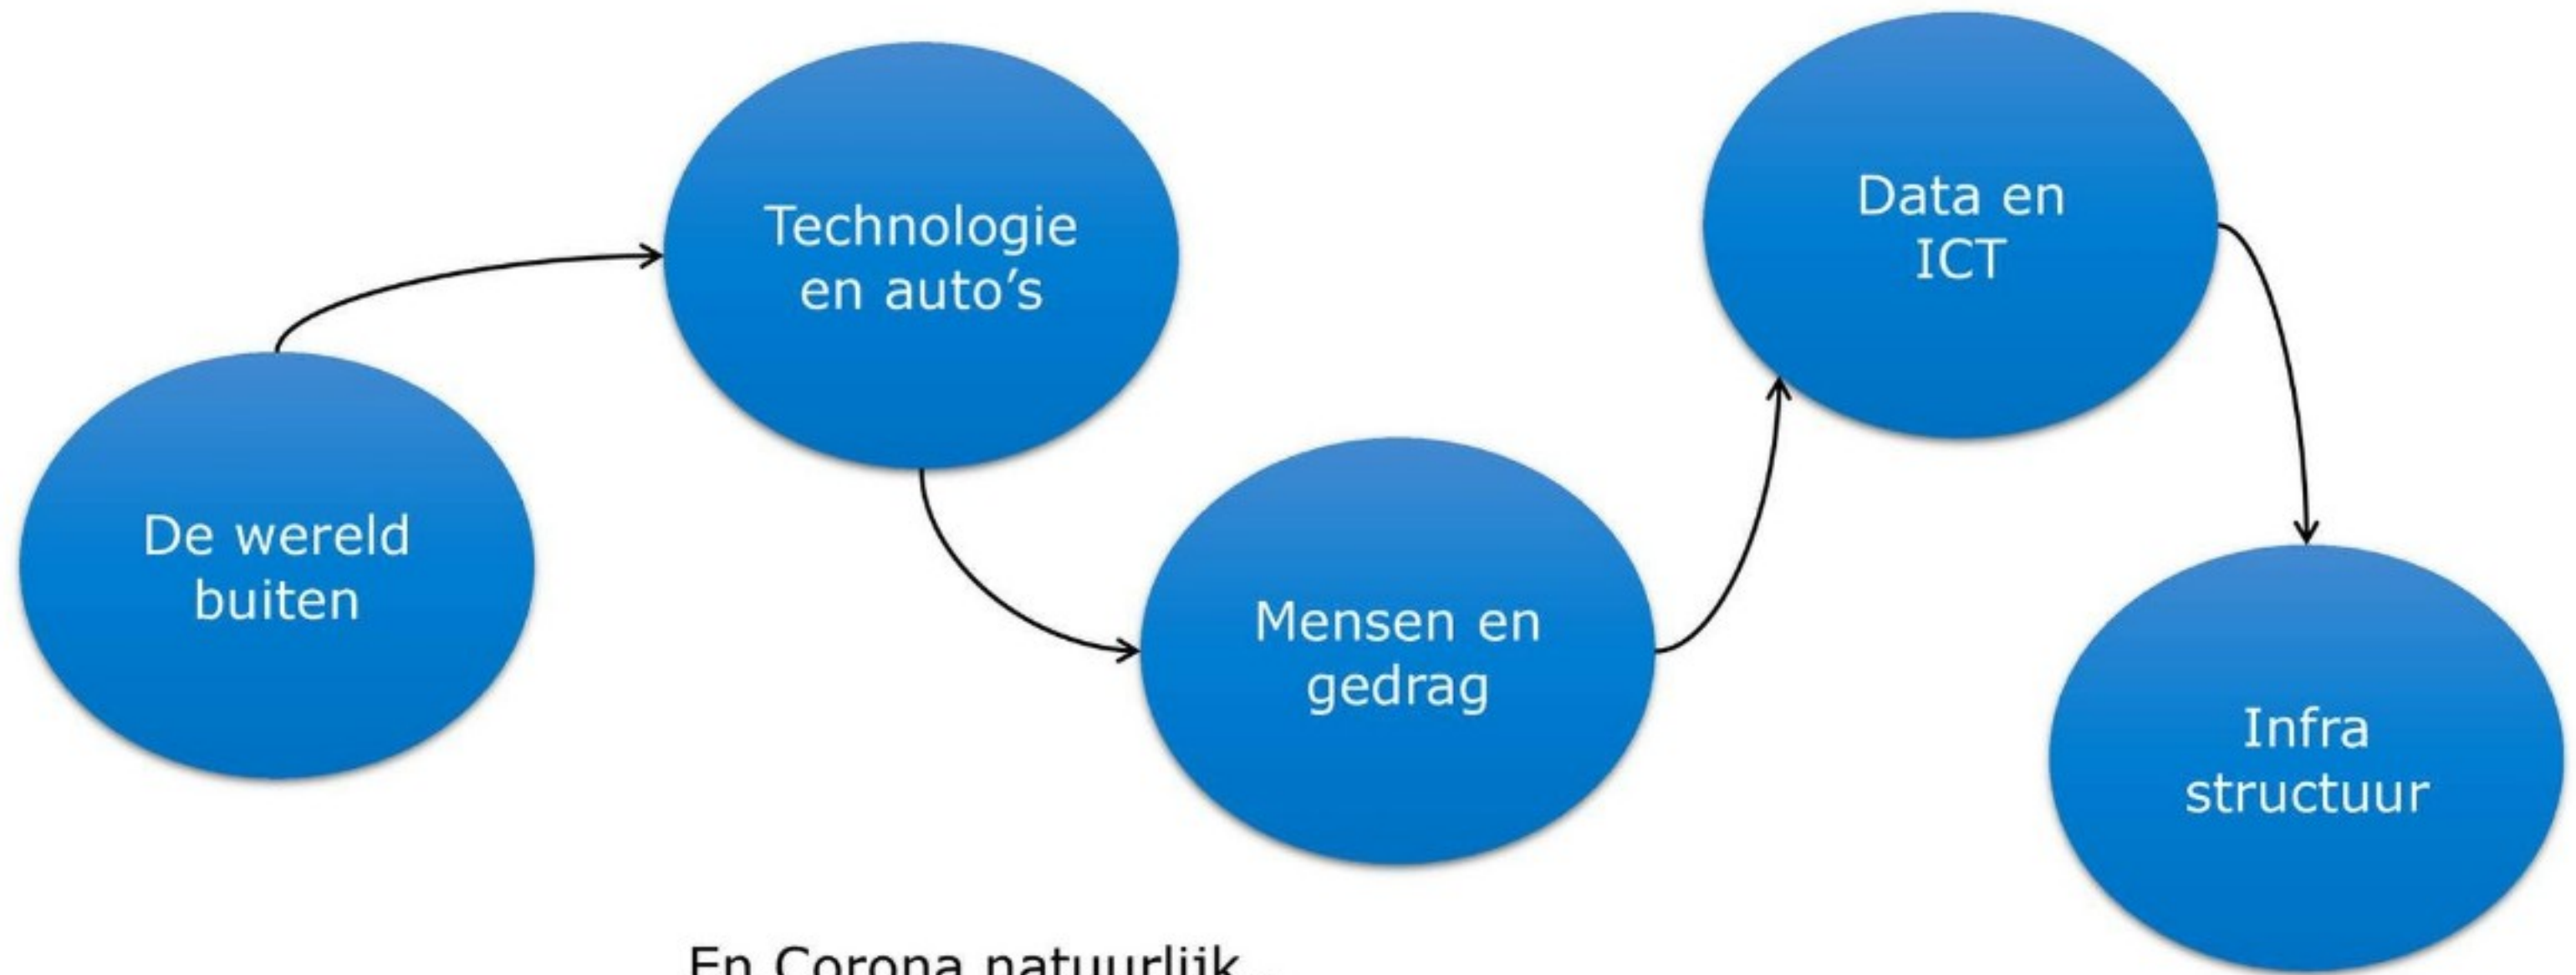 De wereld
buiten
Technologie
en auto's
Mensen en
gedrag
Data en
ICT
Infra
structuur
En Corona natuurlijk